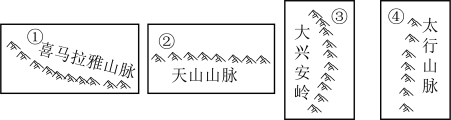 ① 喜马拉雅山脉
② 天山山脉
③ 大兴安岭
④ 太行山脉